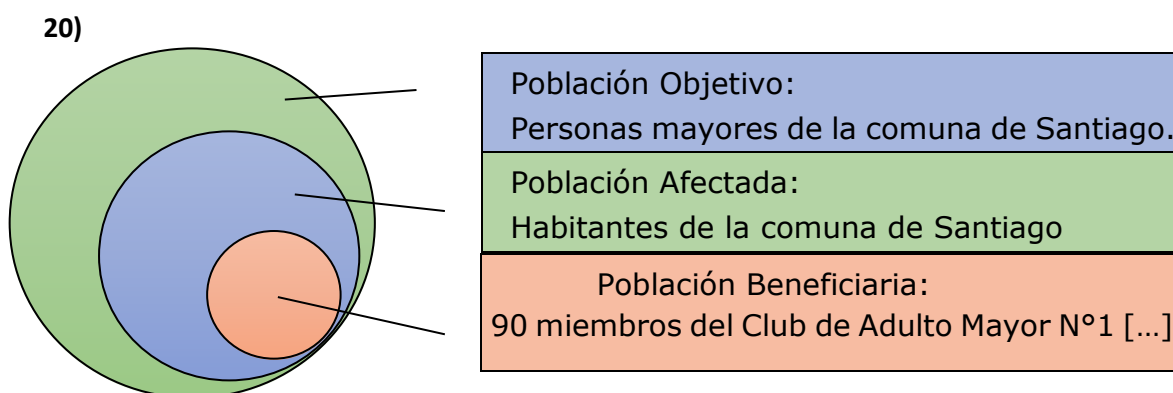 20)
Población Objetivo:
Personas mayores de la comuna de Santiago.
Población Afectada:
Habitantes de la comuna de Santiago
Población Beneficiaria:
90 miembros del Club de Adulto Mayor N°1 [...]